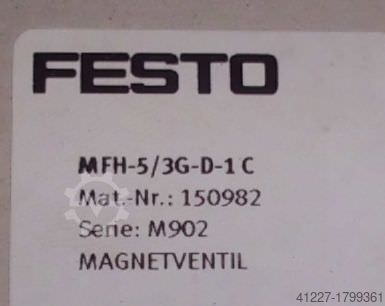 FESTO
MFH-5/3G-D-1 C
Mat.-Nr.: 150982
Serie: M902
MAGNETVENTIL
41227-1799361